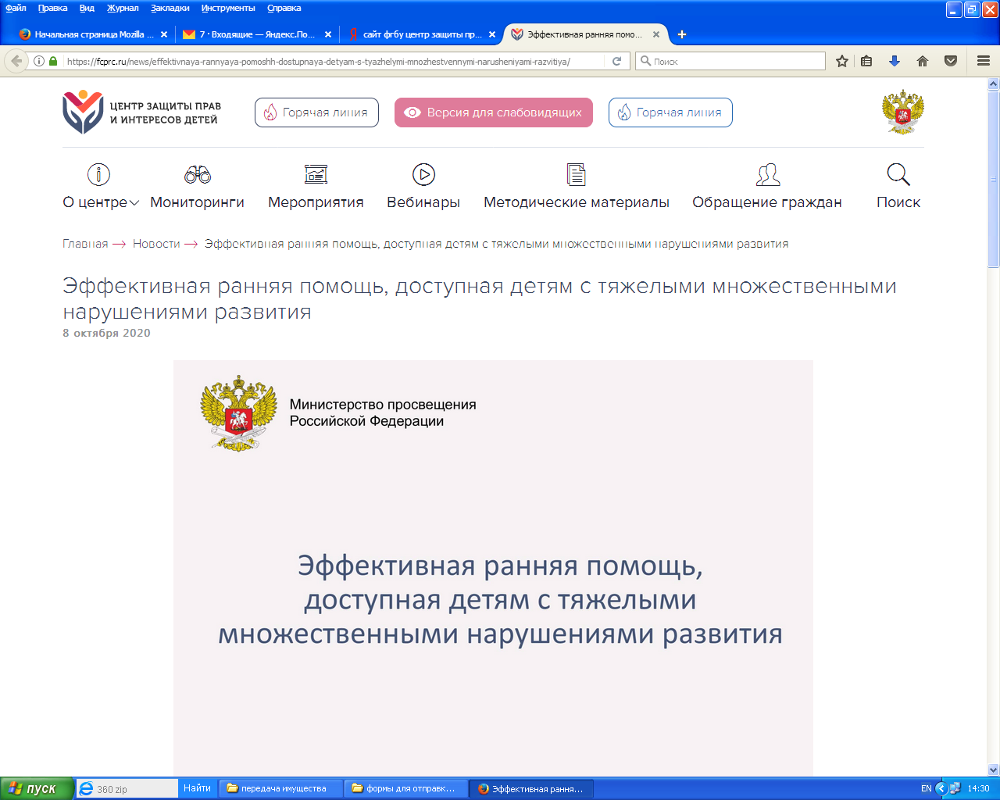 Файл Правка Вид Журнал Закладки Инструменты Справка
Начальная страница Mozilla ...
7 · Входящие — Яндекс.По...
сайт фгбу центр защиты пр...
Эффективная ранняя помо...
https://fcprc.ru/news/effektivnaya-rannyaya-pomoshh-dostupnaya-detyam-s-tyazhelymi-mnozhestvennymi-narusheniyami-razvitiya/
Поиск
ЦЕНТР ЗАЩИТЫ ПРАВ
И ИНТЕРЕСОВ ДЕТЕЙ
Горячая линия
Версия для слабовидящих
Горячая линия
О центре
Мониторинги
Мероприятия
Вебинары
Методические материалы
Обращение граждан
Поиск
Главная → Новости → Эффективная ранняя помощь, доступная детям с тяжелыми множественными нарушениями развития
Эффективная ранняя помощь, доступная детям с тяжелыми множественными
нарушениями развития
8 октября 2020
Министерство просвещения
Российской Федерации
Эффективная ранняя помощь,
доступная детям с тяжелыми
множественными нарушениями развития
пуск
360 zip
Найти
передача имущества
формы для отправк...
Эффективная рання...
EN
14:30